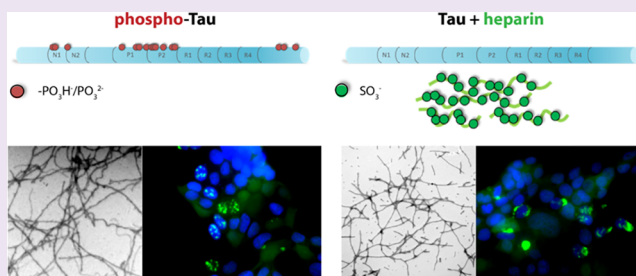 phospho-Tau
Tau + heparin
N1 N2 P1 P2 R1 R2 R3 R4
N1 N2 P1 P2 R1 R2 R3 R4
-PO₃H⁻/PO₃²⁻
SO₃⁻